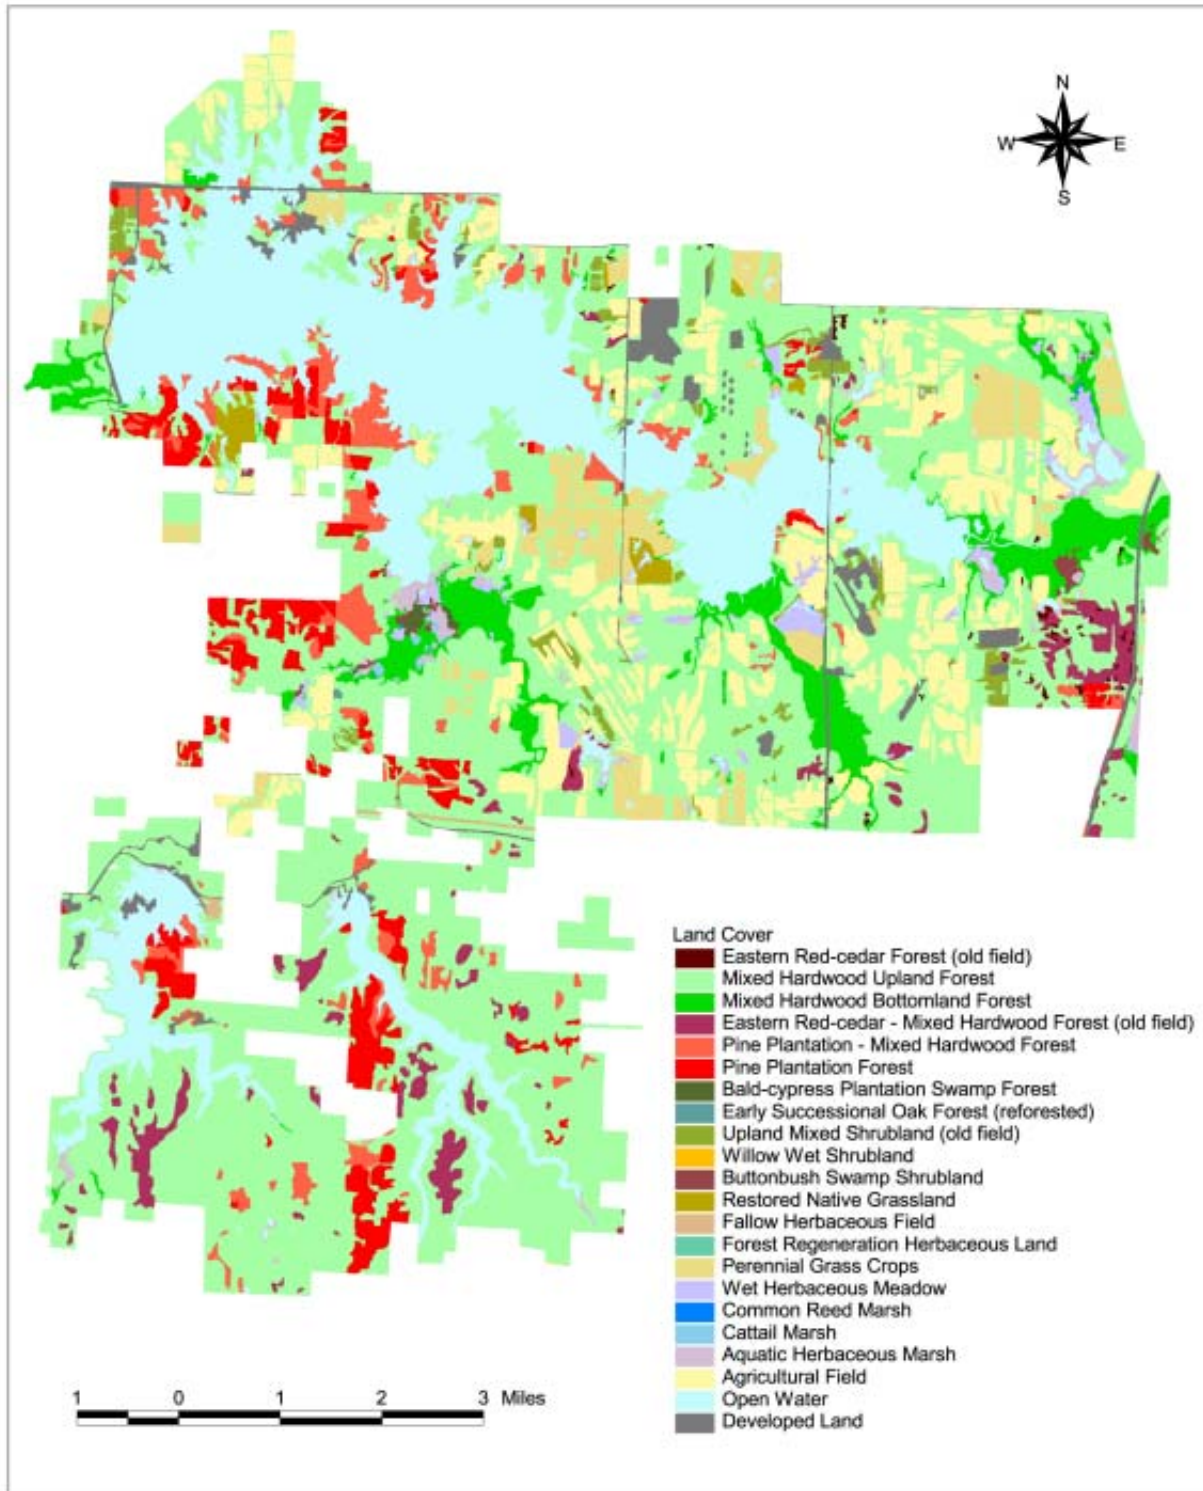 N
W E
S
Land Cover
Eastern Red-cedar Forest (old field)
Mixed Hardwood Upland Forest
Mixed Hardwood Bottomland Forest
Eastern Red-cedar - Mixed Hardwood Forest (old field)
Pine Plantation - Mixed Hardwood Forest
Pine Plantation Forest
Bald-cypress Plantation Swamp Forest
Early Successional Oak Forest (reforested)
Upland Mixed Shrubland (old field)
Willow Wet Shrubland
Buttonbush Swamp Shrubland
Restored Native Grassland
Fallow Herbaceous Field
Forest Regeneration Herbaceous Land
Perennial Grass Crops
Wet Herbaceous Meadow
Common Reed Marsh
Cattail Marsh
Aquatic Herbaceous Marsh
Agricultural Field
Open Water
Developed Land
1 0 1 2 3 Miles